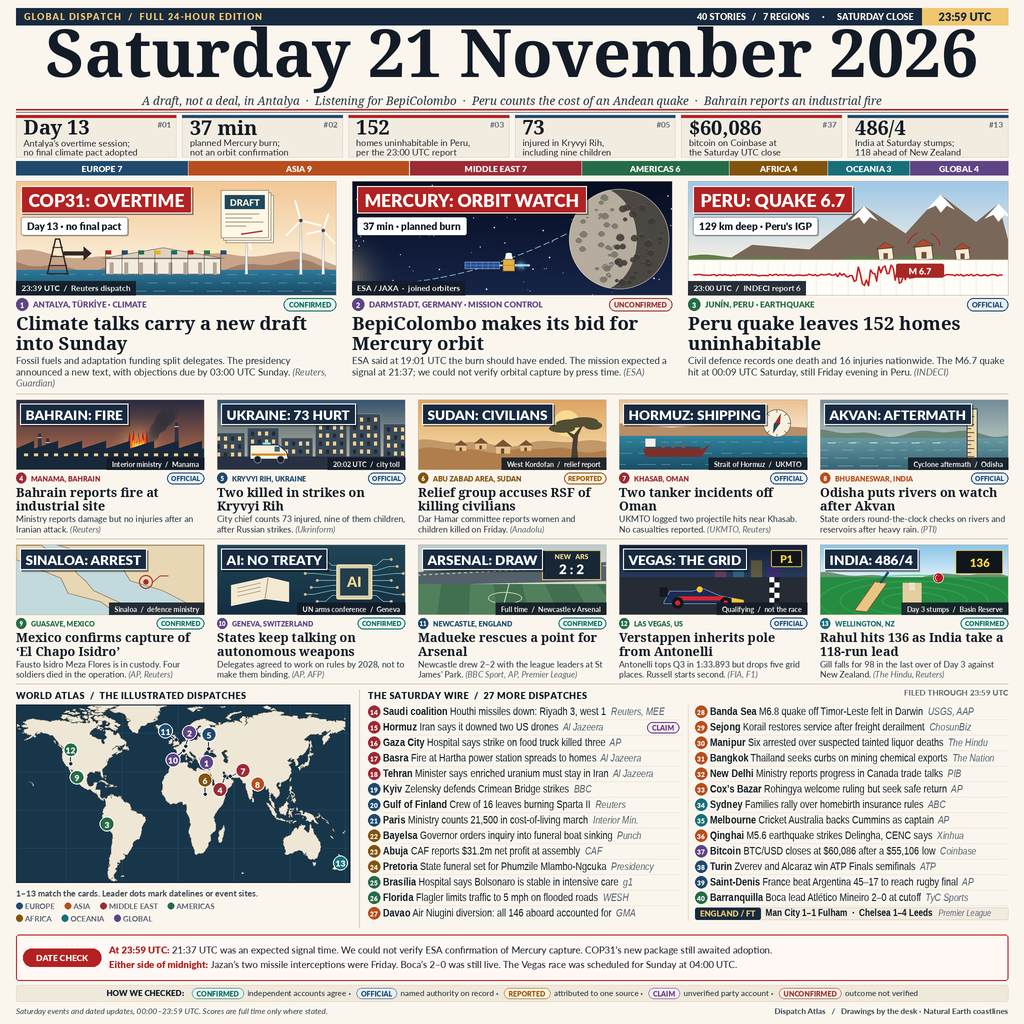 GLOBAL DISPATCH / FULL 24-HOUR EDITION
40 STORIES / 7 REGIONS · SATURDAY CLOSE
23:59 UTC
Saturday 21 November 2026
A draft, not a deal, in Antalya · Listening for BepiColombo · Peru counts the cost of an Andean quake · Bahrain reports an industrial fire
Day 13 #01
Antalya's overtime session;
no final climate pact adopted
37 min #02
planned Mercury burn;
not an orbit confirmation
152 #03
homes uninhabitable in Peru,
per the 23:00 UTC report
73 #05
injured in Kryvyi Rih,
including nine children
$60,086 #37
bitcoin on Coinbase at
the Saturday UTC close
486/4 #13
India at Saturday stumps;
118 ahead of New Zealand
EUROPE 7 ASIA 9 MIDDLE EAST 7 AMERICAS 6 AFRICA 4 OCEANIA 3 GLOBAL 4
COP31: OVERTIME
Day 13 · no final pact
DRAFT
23:39 UTC / Reuters dispatch
1 ANTALYA, TÜRKİYE · CLIMATE CONFIRMED
Climate talks carry a new draft
into Sunday
Fossil fuels and adaptation funding split delegates. The presidency
announced a new text, with objections due by 03:00 UTC Sunday. (Reuters,
Guardian)
MERCURY: ORBIT WATCH
37 min · planned burn
ESA / JAXA · joined orbiters
2 DARMSTADT, GERMANY · MISSION CONTROL UNCONFIRMED
BepiColombo makes its bid for
Mercury orbit
ESA said at 19:01 UTC the burn should have ended. The mission expected a
signal at 21:37; we could not verify orbital capture by press time. (ESA)
PERU: QUAKE 6.7
129 km deep · Peru's IGP
M 6.7
23:00 UTC / INDECI report 6
3 JUNÍN, PERU · EARTHQUAKE OFFICIAL
Peru quake leaves 152 homes
uninhabitable
Civil defence records one death and 16 injuries nationwide. The M6.7 quake
hit at 00:09 UTC Saturday, still Friday evening in Peru. (INDECI)
BAHRAIN: FIRE
Interior ministry / Manama
4 MANAMA, BAHRAIN OFFICIAL
Bahrain reports fire at
industrial site
Ministry reports damage but no injuries after an
Iranian attack. (Reuters)
UKRAINE: 73 HURT
20:02 UTC / city toll
5 KRYVYI RIH, UKRAINE OFFICIAL
Two killed in strikes on
Kryvyi Rih
City chief counts 73 injured, nine of them children,
after Russian strikes. (Ukrinform)
SUDAN: CIVILIANS
West Kordofan / relief report
6 ABU ZABAD AREA, SUDAN REPORTED
Relief group accuses RSF of
killing civilians
Dar Hamar committee reports women and
children killed on Friday. (Anadolu)
HORMUZ: SHIPPING
Strait of Hormuz / UKMTO
7 KHASAB, OMAN OFFICIAL
Two tanker incidents off
Oman
UKMTO logged two projectile hits near Khasab.
No casualties reported. (UKMTO, Reuters)
AKVAN: AFTERMATH
Cyclone aftermath / Odisha
8 BHUBANESWAR, INDIA OFFICIAL
Odisha puts rivers on watch
after Akvan
State orders round-the-clock checks on rivers and
reservoirs after heavy rain. (PTI)
SINALOA: ARREST
Sinaloa / defence ministry
9 GUASAVE, MEXICO CONFIRMED
Mexico confirms capture of
‘El Chapo Isidro’
Fausto Isidro Meza Flores is in custody. Four
soldiers died in the operation. (AP, Reuters)
AI: NO TREATY
AI
UN arms conference / Geneva
10 GENEVA, SWITZERLAND CONFIRMED
States keep talking on
autonomous weapons
Delegates agreed to work on rules by 2028, not to
make them binding. (AP, AFP)
ARSENAL: DRAW
NEW ARS
2 : 2
Full time / Newcastle v Arsenal
11 NEWCASTLE, ENGLAND CONFIRMED
Madueke rescues a point for
Arsenal
Newcastle drew 2–2 with the league leaders at St
James' Park. (BBC Sport, AP, Premier League)
VEGAS: THE GRID
P1
Qualifying / not the race
12 LAS VEGAS, US OFFICIAL
Verstappen inherits pole
from Antonelli
Antonelli tops Q3 in 1:33.893 but drops five grid
places. Russell starts second. (FIA, F1)
INDIA: 486/4
136
Day 3 stumps / Basin Reserve
13 WELLINGTON, NZ CONFIRMED
Rahul hits 136 as India take a
118-run lead
Gill falls for 98 in the last over of Day 3 against
New Zealand. (The Hindu, Reuters)
WORLD ATLAS / THE ILLUSTRATED DISPATCHES
11 2 5
12 10 1
9 6 7
4 8
3
13
1–13 match the cards. Leader dots mark datelines or event sites.
EUROPE ASIA MIDDLE EAST AMERICAS
AFRICA OCEANIA GLOBAL
THE SATURDAY WIRE / 27 MORE DISPATCHES
FILED THROUGH 23:59 UTC
14 Saudi coalition Houthi missiles down: Riyadh 3, west 1 Reuters, MEE
15 Hormuz Iran says it downed two US drones Al Jazeera CLAIM
16 Gaza City Hospital says strike on food truck killed three AP
17 Basra Fire at Hartha power station spreads to homes Al Jazeera
18 Tehran Minister says enriched uranium must stay in Iran Al Jazeera
19 Kyiv Zelensky defends Crimean Bridge strikes BBC
20 Gulf of Finland Crew of 16 leaves burning Sparta II Reuters
21 Paris Ministry counts 21,500 in cost-of-living march Interior Min.
22 Bayelsa Governor orders inquiry into funeral boat sinking Punch
23 Abuja CAF reports $31.2m net profit at assembly CAF
24 Pretoria State funeral set for Phumzile Mlambo-Ngcuka Presidency
25 Brasília Hospital says Bolsonaro is stable in intensive care g1
26 Florida Flagler limits traffic to 5 mph on flooded roads WESH
27 Davao Air Niugini diversion: all 146 aboard accounted for GMA
28 Banda Sea M6.8 quake off Timor-Leste felt in Darwin USGS, AAP
29 Sejong Korail restores service after freight derailment ChosunBiz
30 Manipur Six arrested over suspected tainted liquor deaths The Hindu
31 Bangkok Thailand seeks curbs on mining chemical exports The Nation
32 New Delhi Ministry reports progress in Canada trade talks PIB
33 Cox's Bazar Rohingya welcome ruling but seek safe return AP
34 Sydney Families rally over homebirth insurance rules ABC
35 Melbourne Cricket Australia backs Cummins as captain AP
36 Qinghai M5.6 earthquake strikes Delingha, CENC says Xinhua
37 Bitcoin BTC/USD closes at $60,086 after a $55,106 low Coinbase
38 Turin Zverev and Alcaraz win ATP Finals semifinals ATP
39 Saint-Denis France beat Argentina 45–17 to reach rugby final AP
40 Barranquilla Boca lead Atlético Mineiro 2–0 at cutoff TyC Sports
ENGLAND / FT Man City 1–1 Fulham · Chelsea 1–4 Leeds Premier League
DATE CHECK
At 23:59 UTC: 21:37 UTC was an expected signal time. We could not verify ESA confirmation of Mercury capture. COP31's new package still awaited adoption.
Either side of midnight: Jazan's two missile interceptions were Friday. Boca's 2–0 was still live. The Vegas race was scheduled for Sunday at 04:00 UTC.
HOW WE CHECKED: CONFIRMED independent accounts agree · OFFICIAL named authority on record · REPORTED attributed to one source · CLAIM unverified party account · UNCONFIRMED outcome not verified
Saturday events and dated updates, 00:00–23:59 UTC. Scores are full time only where stated.
Dispatch Atlas / Drawings by the desk · Natural Earth coastlines